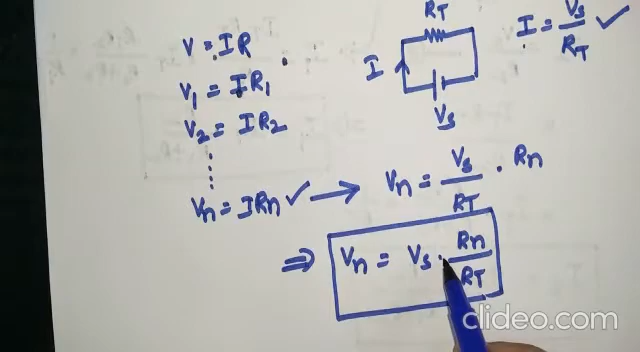 V = IR
V₁ = IR₁
V₂ = IR₂
Vn = IRn ✓ → Vn = Vs/RT · Rn
⇒ Vn = Vs · Rn/RT
RT
I
Vs
I = Vs/RT ✓
clideo.com